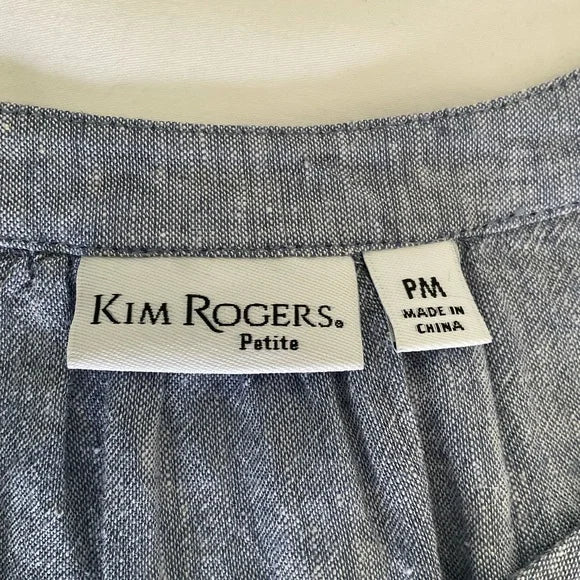 KIM ROGERS®
Petite
PM
MADE IN
CHINA